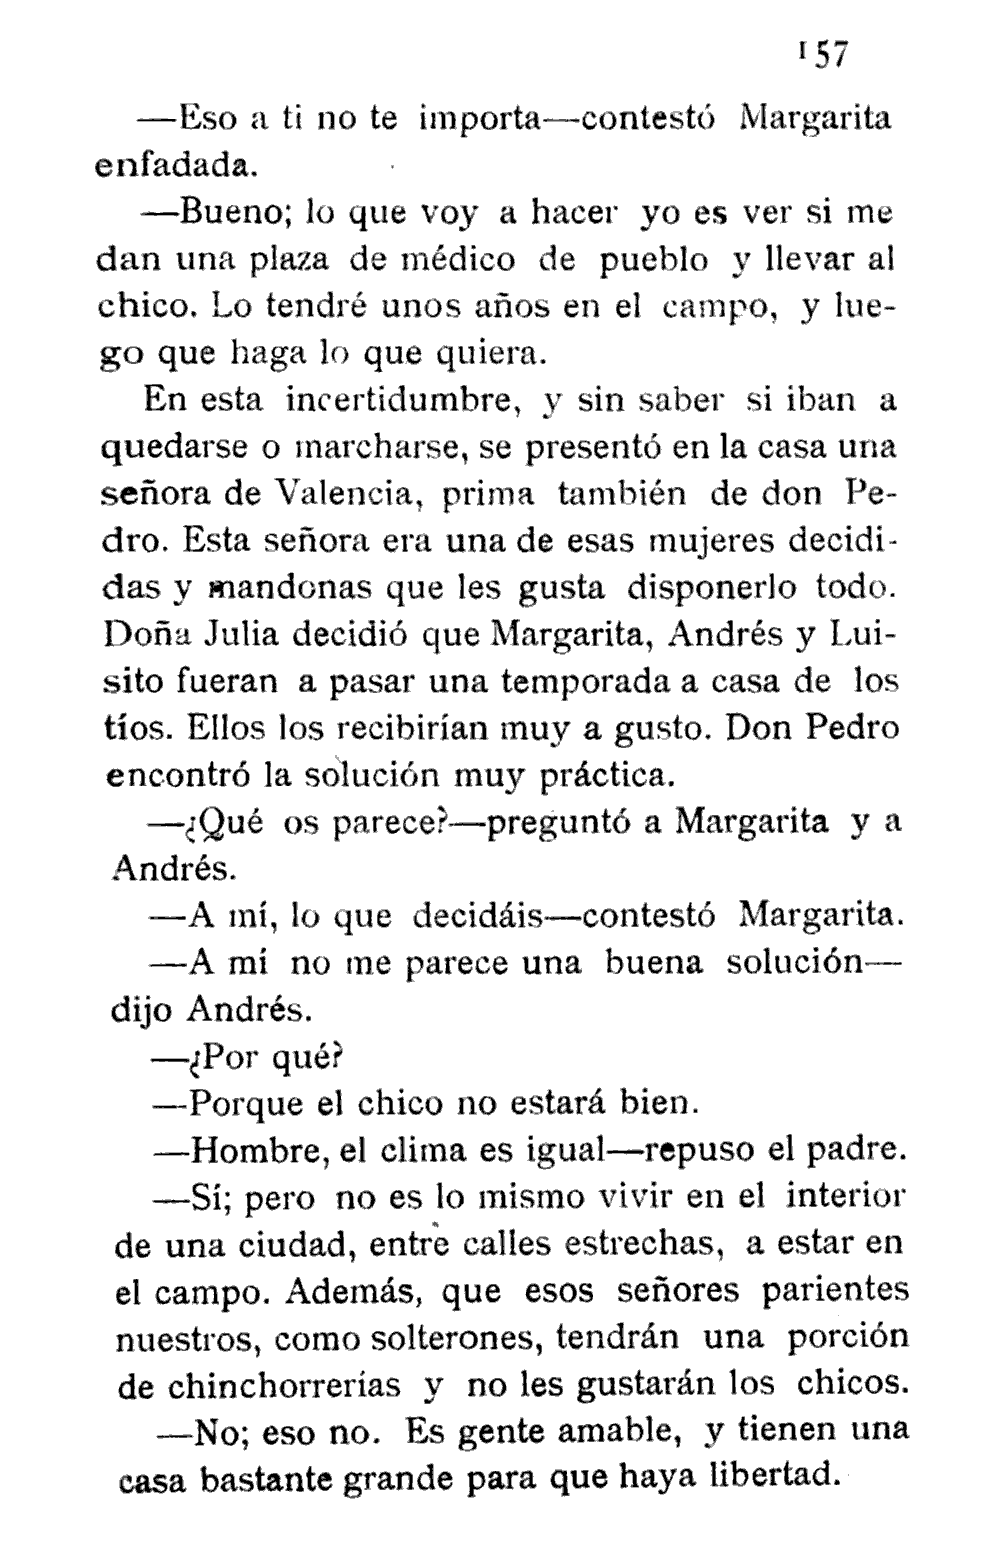 157
—Eso a ti no te importa—contestó Margarita
enfadada.
—Bueno; lo que voy a hacer yo es ver si me
dan una plaza de médico de pueblo y llevar al
chico. Lo tendré unos años en el campo, y lue-
go que haga lo que quiera.
En esta incertidumbre, y sin saber si iban a
quedarse o marcharse, se presentó en la casa una
señora de Valencia, prima también de don Pe-
dro. Esta señora era una de esas mujeres decidi-
das y mandonas que les gusta disponerlo todo.
Doña Julia decidió que Margarita, Andrés y Lui-
sito fueran a pasar una temporada a casa de los
tíos. Ellos los recibirían muy a gusto. Don Pedro
encontró la solución muy práctica.
—¿Qué os parece?—preguntó a Margarita y a
Andrés.
—A mí, lo que decidáis—contestó Margarita.
—A mí no me parece una buena solución—
dijo Andrés.
—¿Por qué?
—Porque el chico no estará bien.
—Hombre, el clima es igual—repuso el padre.
—Sí; pero no es lo mismo vivir en el interior
de una ciudad, entre calles estrechas, a estar en
el campo. Además, que esos señores parientes
nuestros, como solterones, tendrán una porción
de chinchorrerías y no les gustarán los chicos.
—No; eso no. Es gente amable, y tienen una
casa bastante grande para que haya libertad.